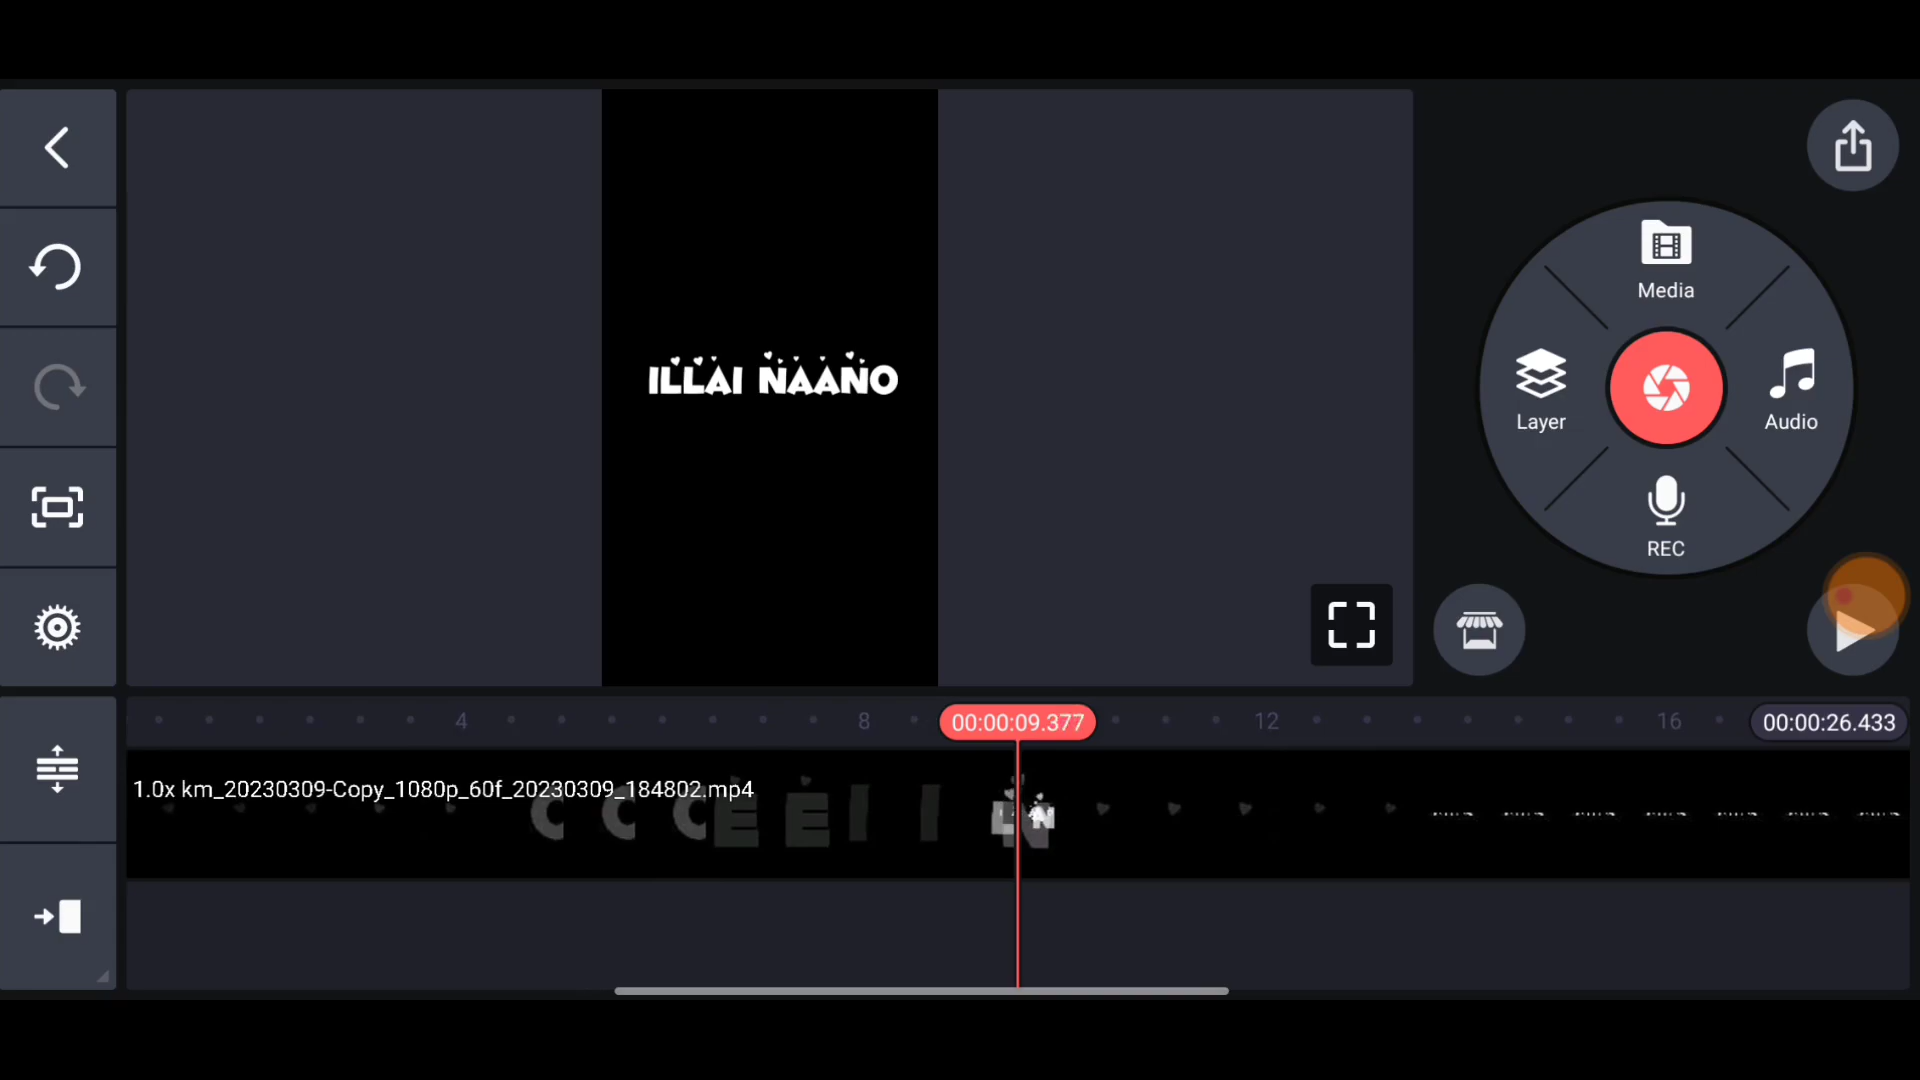 Media
ILLAI NAANO
Layer
Audio
REC
4
8
00:00:09.377
12
16
00:00:26.433
1.0x km_20230309-Copy_1080p_60f_20230309_184802.mp4
C C C E E I I